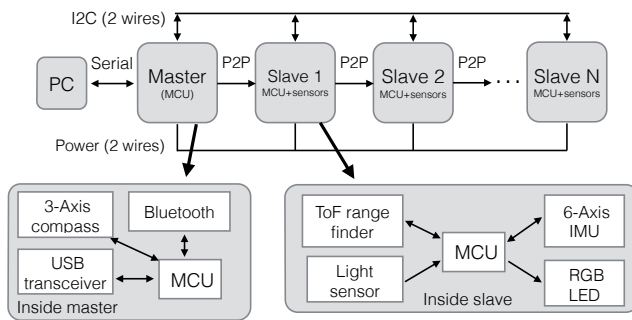 I2C (2 wires)
Serial
P2P
P2P
P2P
PC
Master
(MCU)
Slave 1
MCU+sensors
Slave 2
MCU+sensors
. . .
Slave N
MCU+sensors
Power (2 wires)
3-Axis
compass
Bluetooth
USB
transceiver
MCU
Inside master
ToF range
finder
MCU
6-Axis
IMU
Light
sensor
RGB
LED
Inside slave